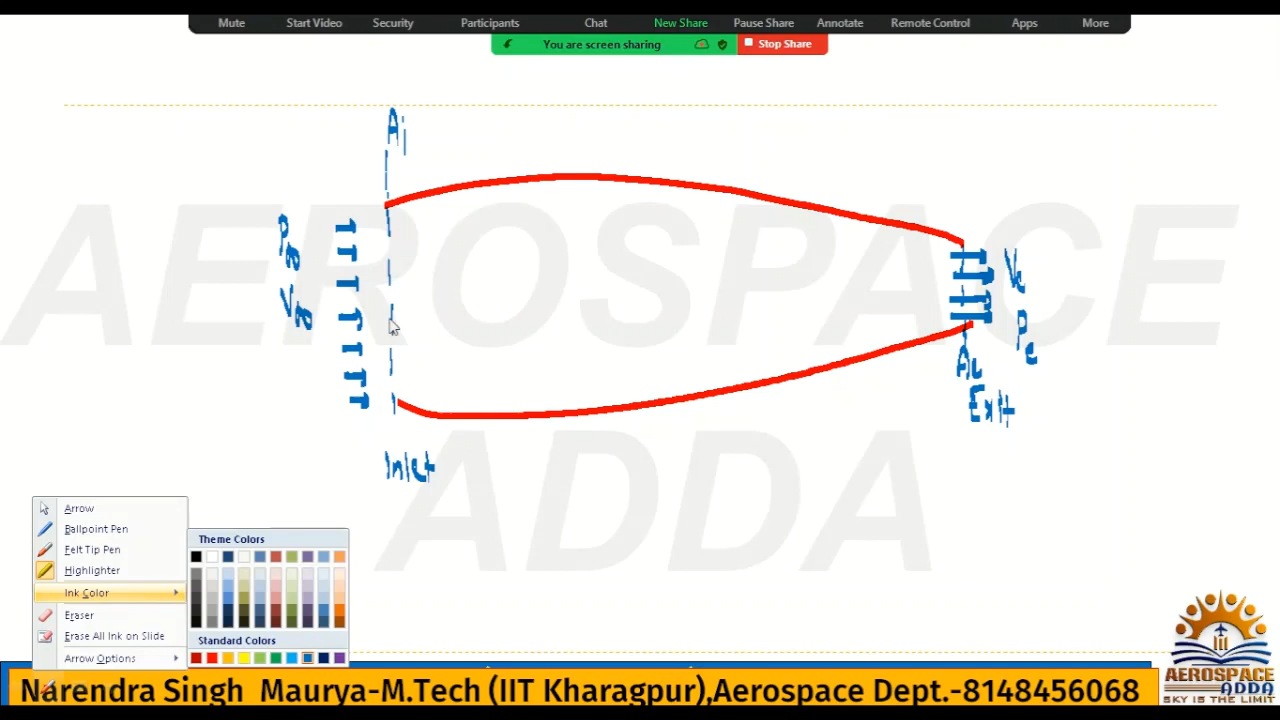 Mute Start Video Security Participants Chat New Share Pause Share Annotate Remote Control Apps More
You are screen sharing Stop Share
Ai
AEROSPACE
ADDA
Ve
Pe
Exit
Inlet
Arrow
Ballpoint Pen
Felt Tip Pen
Highlighter
Ink Color
Eraser
Erase All Ink on Slide
Arrow Options
Theme Colors
Standard Colors
Narendra Singh Maurya-M.Tech (IIT Kharagpur),Aerospace Dept.-8148456068
AEROSPACE
ADDA
SKY IS THE LIMIT